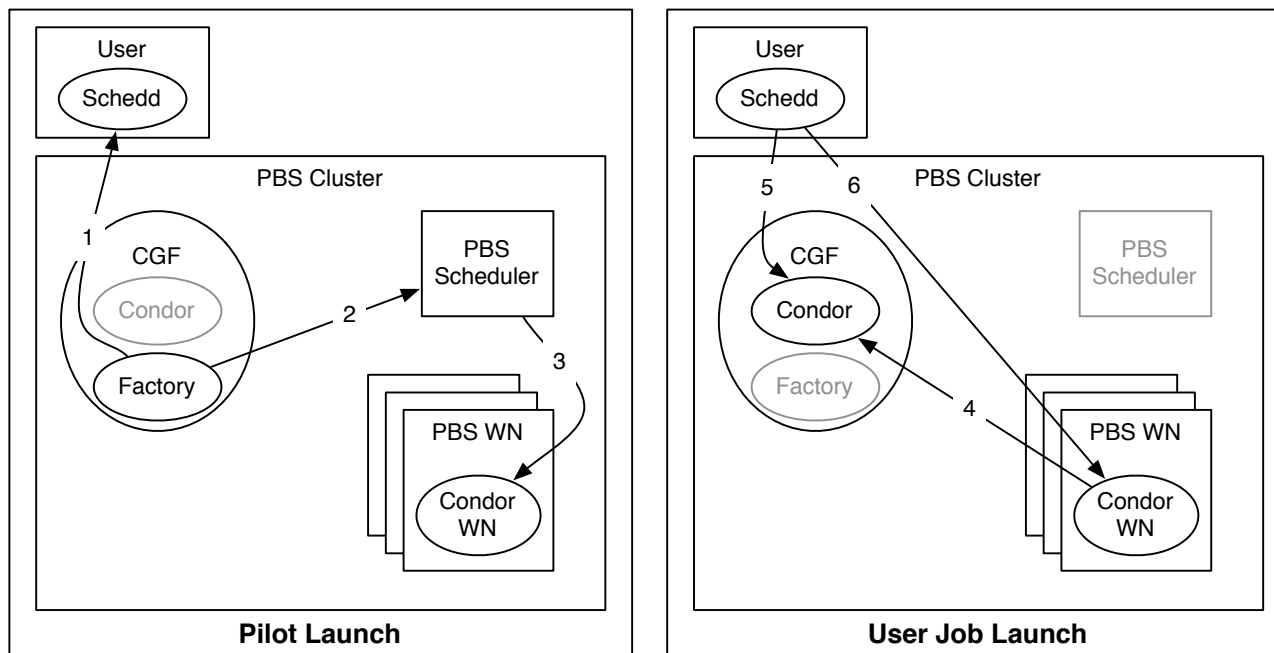 User
Schedd
PBS Cluster
1
CGF
Condor
Factory
2
PBS
Scheduler
3
PBS WN
Condor
WN
Pilot Launch
User
Schedd
5
6
PBS Cluster
CGF
Condor
Factory
PBS
Scheduler
4
PBS WN
Condor
WN
User Job Launch